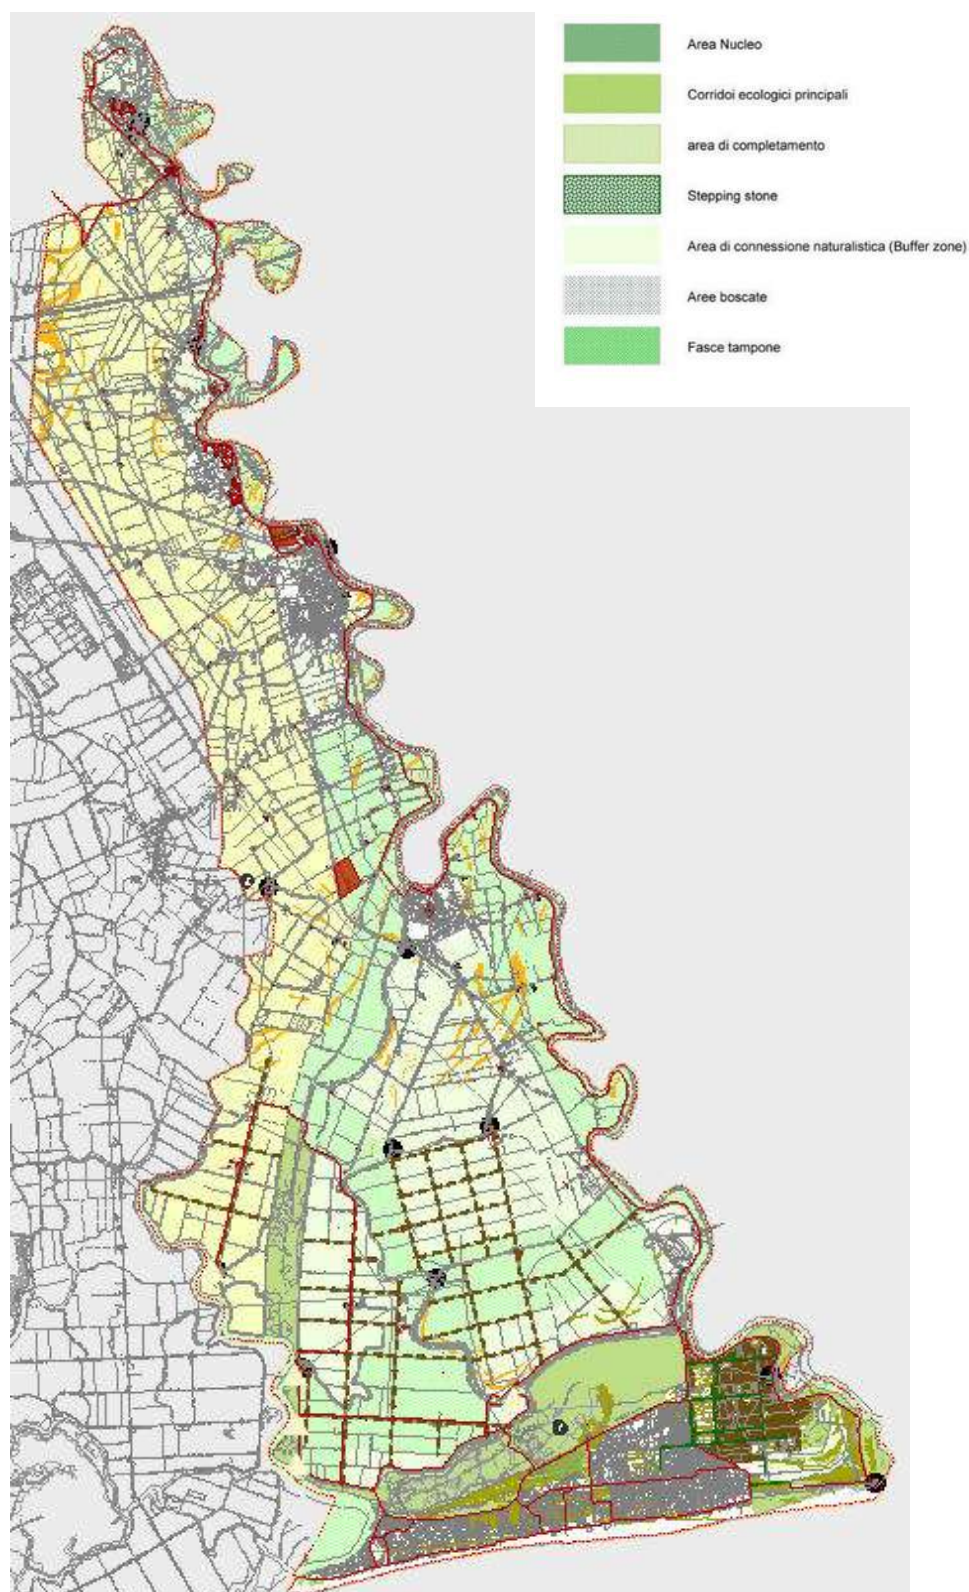 Area Nucleo
Corridoi ecologici principali
area di completamento
Stepping stone
Area di connessione naturalistica (Buffer zone)
Aree boscate
Fasce tampone